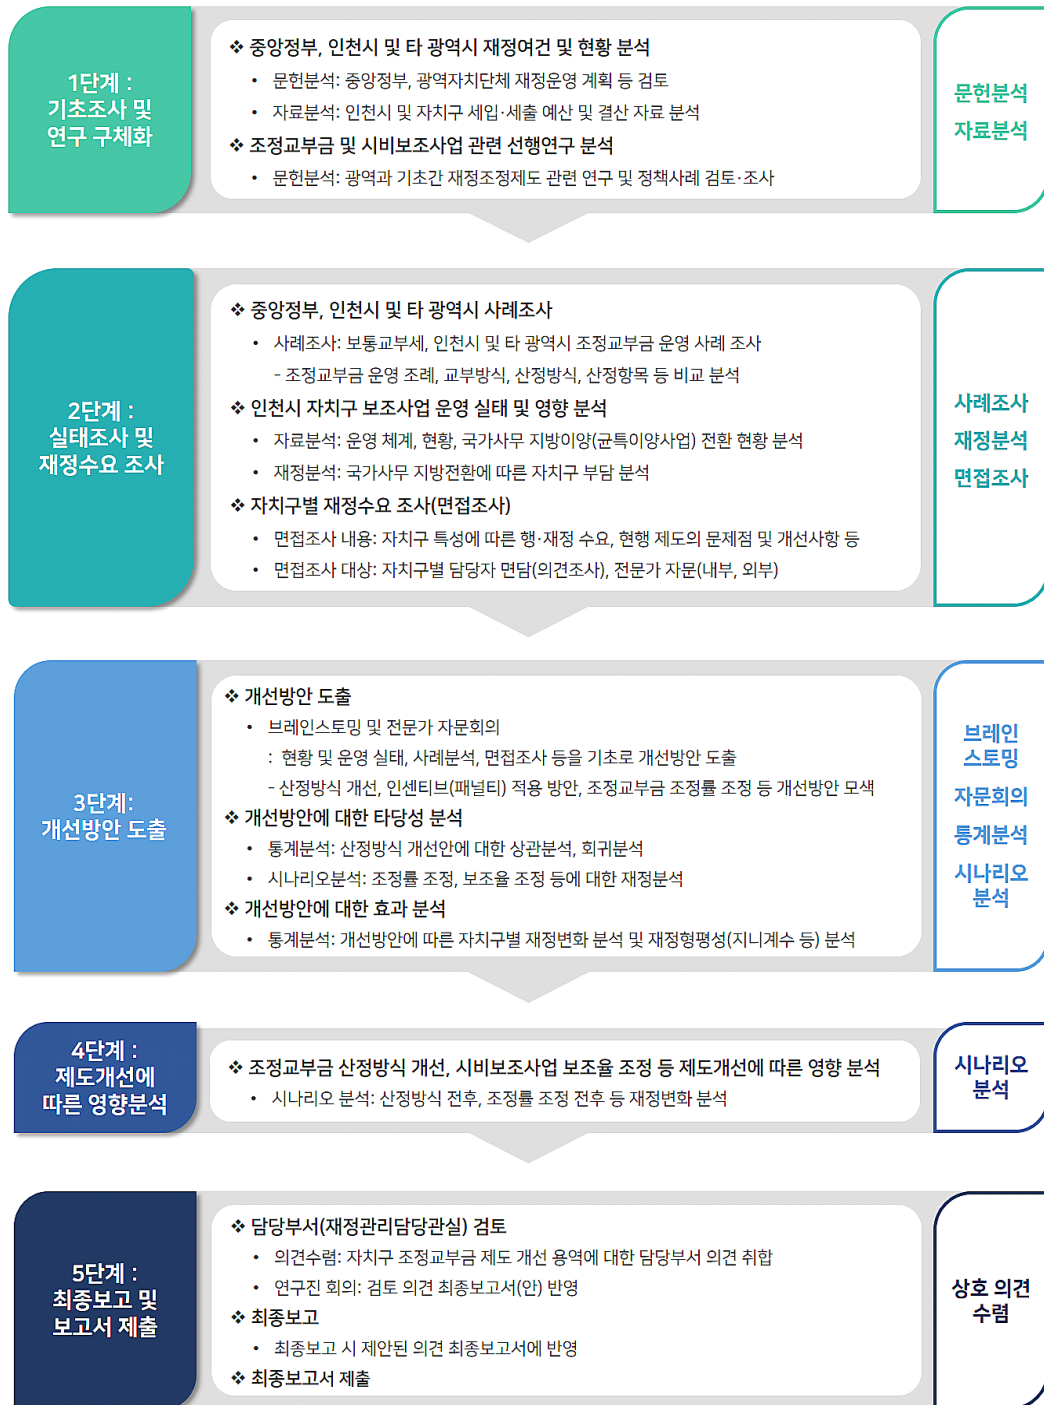 1단계 :
기초조사 및
연구 구체화
❖ 중앙정부, 인천시 및 타 광역시 재정여건 및 현황 분석
• 문헌분석: 중앙정부, 광역자치단체 재정운영 계획 등 검토
• 자료분석: 인천시 및 자치구 세입·세출 예산 및 결산 자료 분석
❖ 조정교부금 및 시비보조사업 관련 선행연구 분석
• 문헌분석: 광역과 기초간 재정조정제도 관련 연구 및 정책사례 검토·조사
문헌분석
자료분석
2단계 :
실태조사 및
재정수요 조사
❖ 중앙정부, 인천시 및 타 광역시 사례조사
• 사례조사: 보통교부세, 인천시 및 타 광역시 조정교부금 운영 사례 조사
- 조정교부금 운영 조례, 교부방식, 산정방식, 산정항목 등 비교 분석
❖ 인천시 자치구 보조사업 운영 실태 및 영향 분석
• 자료분석: 운영 체계, 현황, 국가사무 지방이양(균특이양사업) 전환 현황 분석
• 재정분석: 국가사무 지방전환에 따른 자치구 부담 분석
❖ 자치구별 재정수요 조사(면접조사)
• 면접조사 내용: 자치구 특성에 따른 행·재정 수요, 현행 제도의 문제점 및 개선사항 등
• 면접조사 대상: 자치구별 담당자 면담(의견조사), 전문가 자문(내부, 외부)
사례조사
재정분석
면접조사
3단계:
개선방안 도출
❖ 개선방안 도출
• 브레인스토밍 및 전문가 자문회의
: 현황 및 운영 실태, 사례분석, 면접조사 등을 기초로 개선방안 도출
- 산정방식 개선, 인센티브(패널티) 적용 방안, 조정교부금 조정률 조정 등 개선방안 모색
❖ 개선방안에 대한 타당성 분석
• 통계분석: 산정방식 개선안에 대한 상관분석, 회귀분석
• 시나리오분석: 조정률 조정, 보조율 조정 등에 대한 재정분석
❖ 개선방안에 대한 효과 분석
• 통계분석: 개선방안에 따른 자치구별 재정변화 분석 및 재정형평성(지니계수 등) 분석
브레인
스토밍
자문회의
통계분석
시나리오
분석
4단계 :
제도개선에
따른 영향분석
❖ 조정교부금 산정방식 개선, 시비보조사업 보조율 조정 등 제도개선에 따른 영향 분석
• 시나리오 분석: 산정방식 전후, 조정률 조정 전후 등 재정변화 분석
시나리오
분석
5단계 :
최종보고 및
보고서 제출
❖ 담당부서(재정관리담당관실) 검토
• 의견수렴: 자치구 조정교부금 제도 개선 용역에 대한 담당부서 의견 취합
• 연구진 회의: 검토 의견 최종보고서(안) 반영
❖ 최종보고
• 최종보고 시 제안된 의견 최종보고서에 반영
❖ 최종보고서 제출
상호 의견
수렴